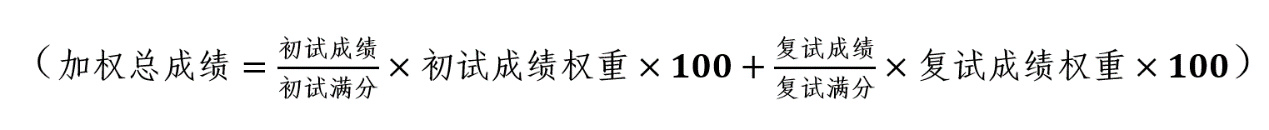 （加权总成绩 = 初试成绩/初试满分 × 初试成绩权重 × 100 + 复试成绩/复试满分 × 复试成绩权重 × 100）